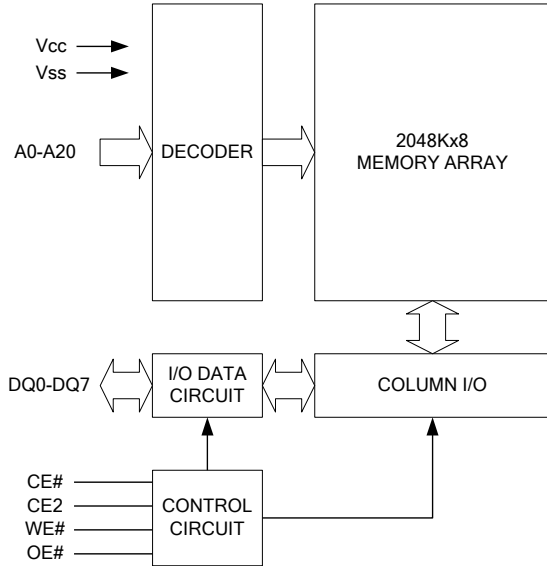 Vcc
Vss
A0-A20
DECODER
2048Kx8
MEMORY ARRAY
DQ0-DQ7
I/O DATA
CIRCUIT
COLUMN I/O
CE#
CE2
WE#
OE#
CONTROL
CIRCUIT